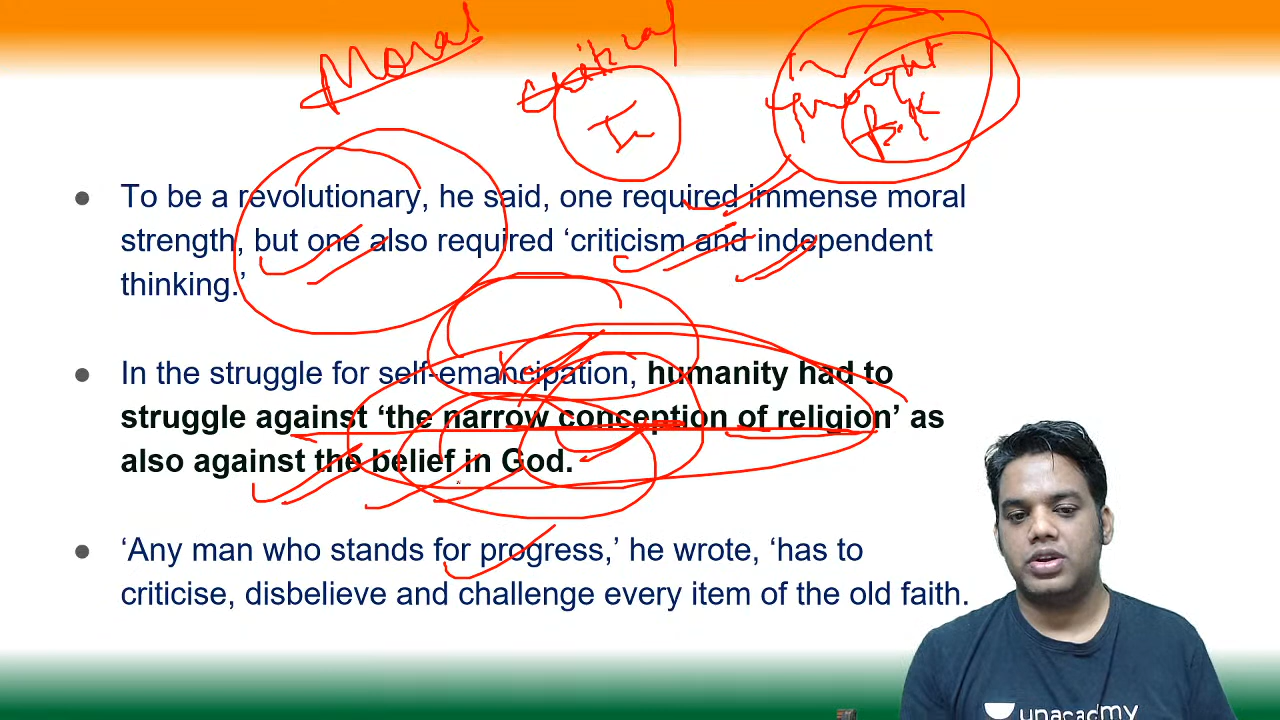 Moral
critical
In
In
thought
● To be a revolutionary, he said, one required immense moral
strength, but one also required ‘criticism and independent
thinking.’
● In the struggle for self-emancipation, humanity had to
struggle against ‘the narrow conception of religion’ as
also against the belief in God.
● ‘Any man who stands for progress,’ he wrote, ‘has to
criticise, disbelieve and challenge every item of the old faith.
unacademy